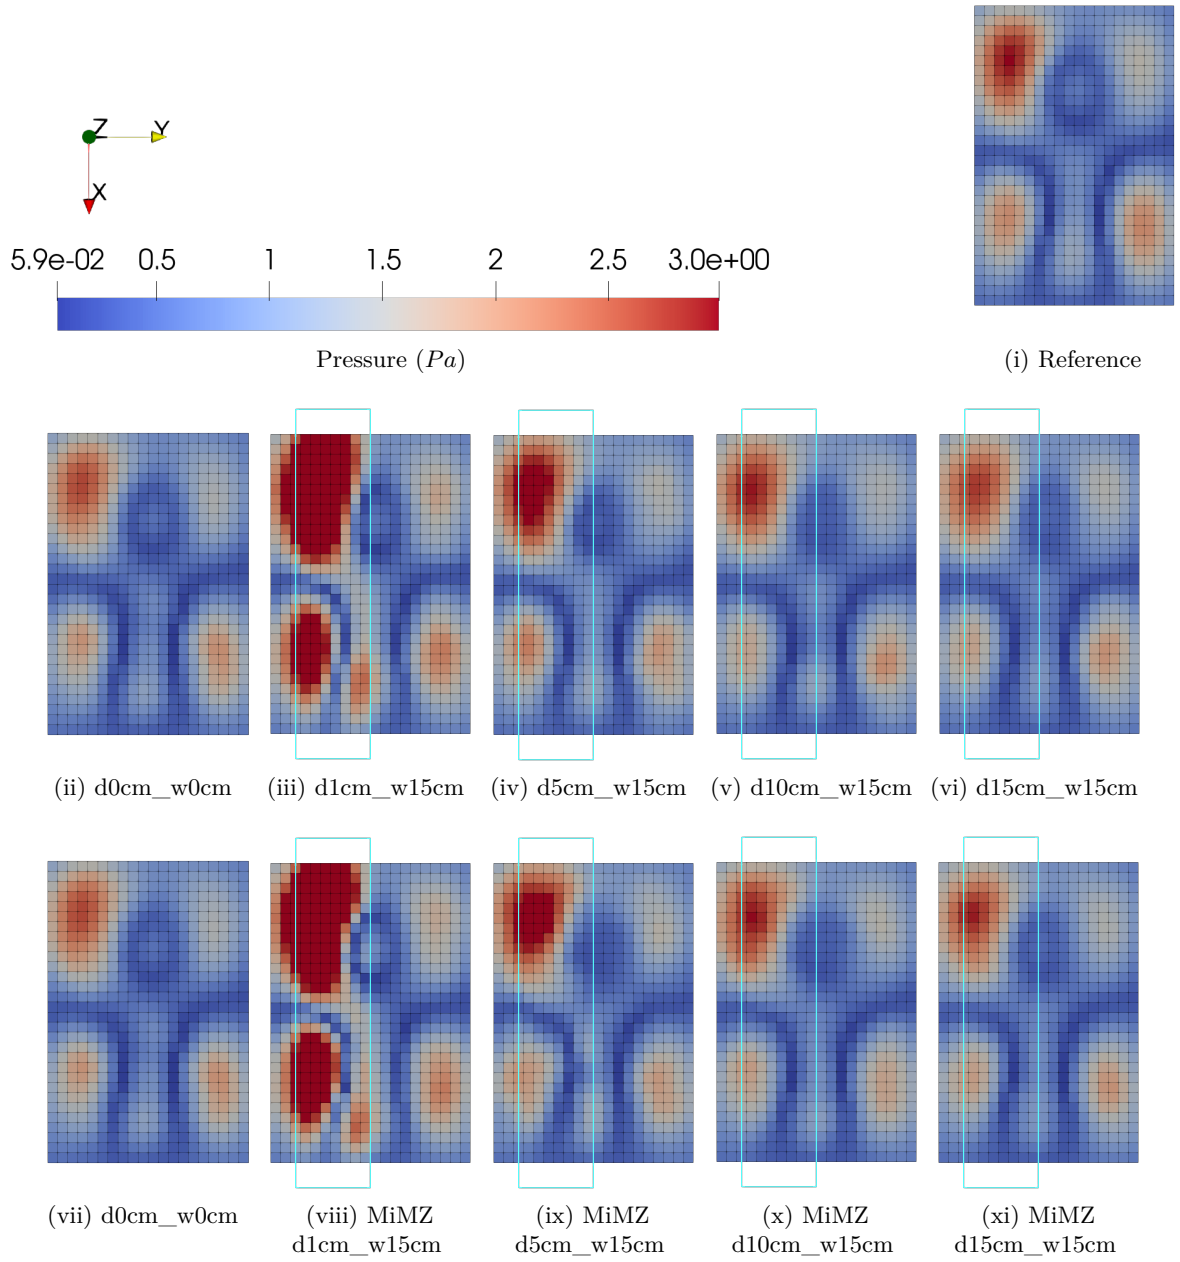 Z
Y
X
5.9e-02 0.5 1 1.5 2 2.5 3.0e+00
Pressure (Pa)
(i) Reference
(ii) d0cm_w0cm (iii) d1cm_w15cm (iv) d5cm_w15cm (v) d10cm_w15cm (vi) d15cm_w15cm
(vii) d0cm_w0cm (viii) MiMZ (ix) MiMZ (x) MiMZ (xi) MiMZ
d1cm_w15cm d5cm_w15cm d10cm_w15cm d15cm_w15cm